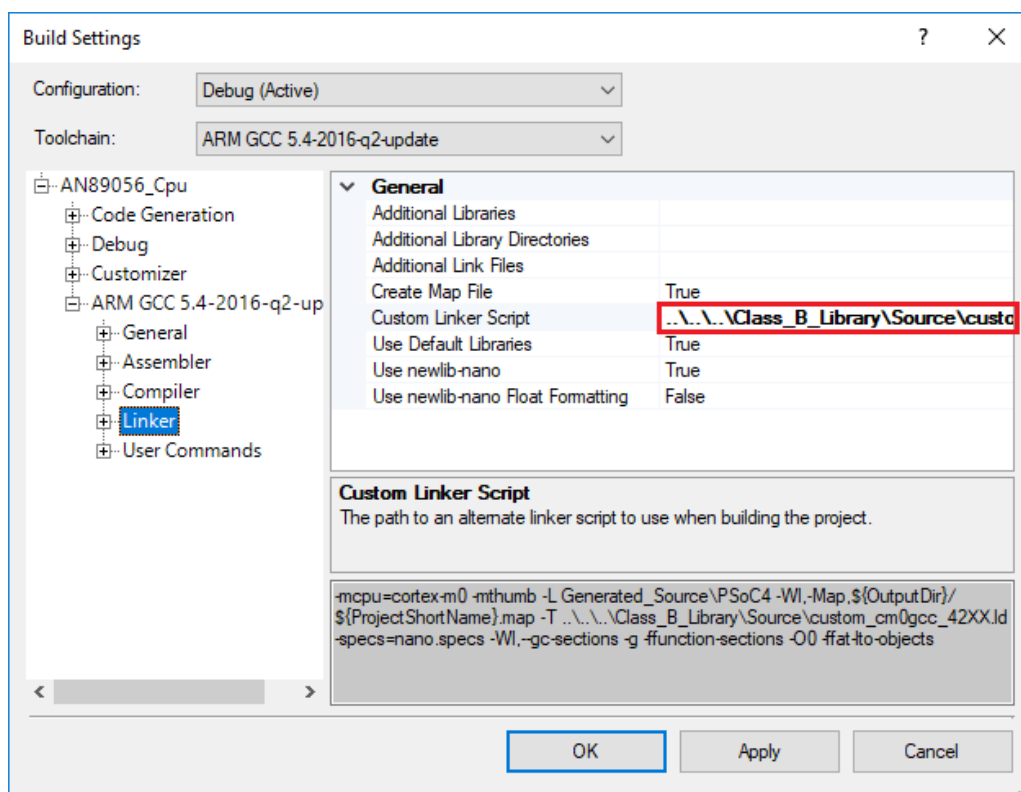 Build Settings ?
Configuration: Debug (Active)
Toolchain: ARM GCC 5.4-2016-q2-update
AN89056_Cpu
Code Generation
Debug
Customizer
ARM GCC 5.4-2016-q2-up
General
Assembler
Compiler
Linker
User Commands
General
Additional Libraries
Additional Library Directories
Additional Link Files
Create Map File True
Custom Linker Script ..\..\..\Class_B_Library\Source\custo
Use Default Libraries True
Use newlib-nano True
Use newlib-nano Float Formatting False
Custom Linker Script
The path to an alternate linker script to use when building the project.
-mcpu=cortex-m0 -mthumb -L Generated_Source\PSoC4 -Wl,-Map,${OutputDir}/
${ProjectShortName}.map -T ..\..\..\Class_B_Library\Source\custom_cm0gcc_42XX.ld
-specs=nano.specs -Wl,--gc-sections -g -ffunction-sections -O0 -ffat-lto-objects
OK Apply Cancel